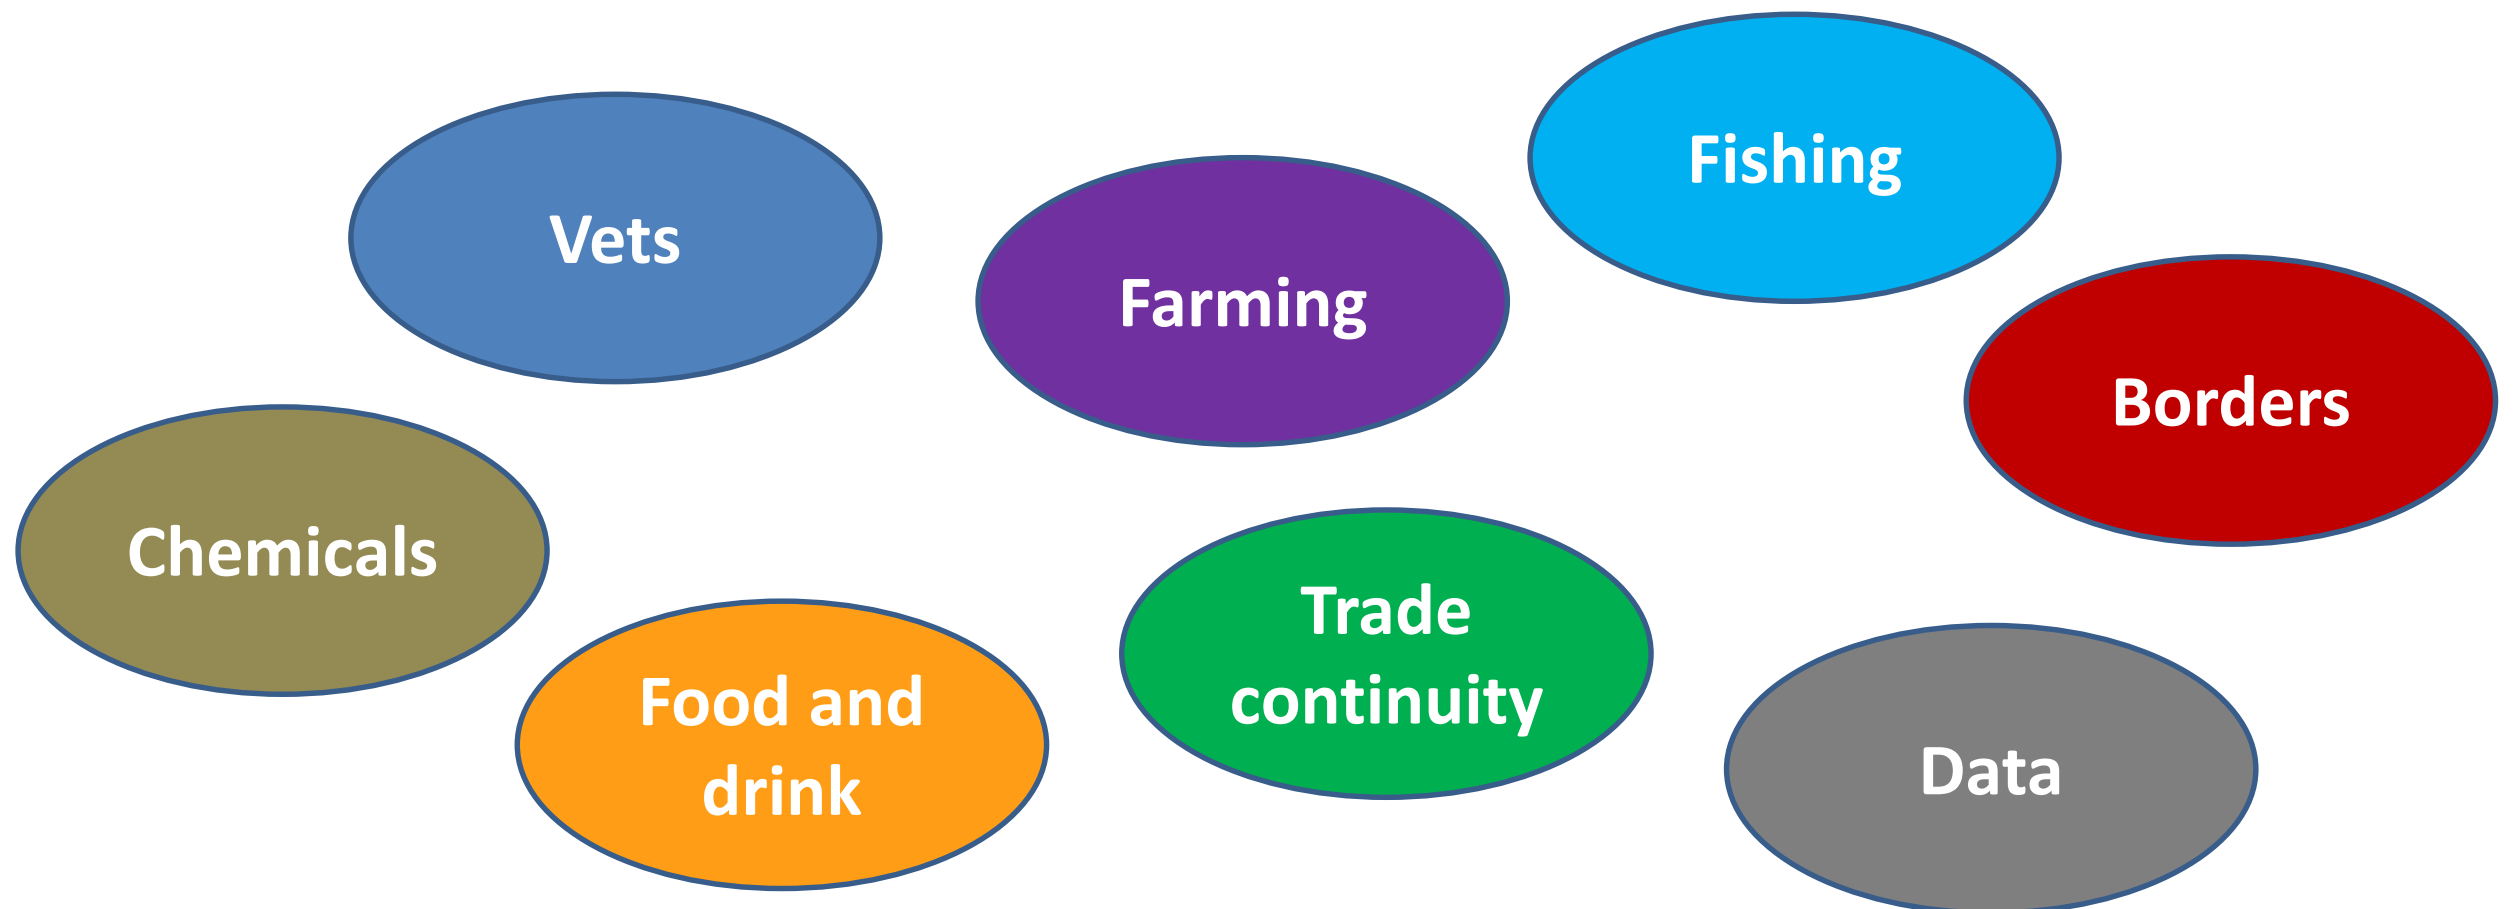 Fishing
Vets
Farming
Borders
Chemicals
Trade
continuity
Food and
drink
Data